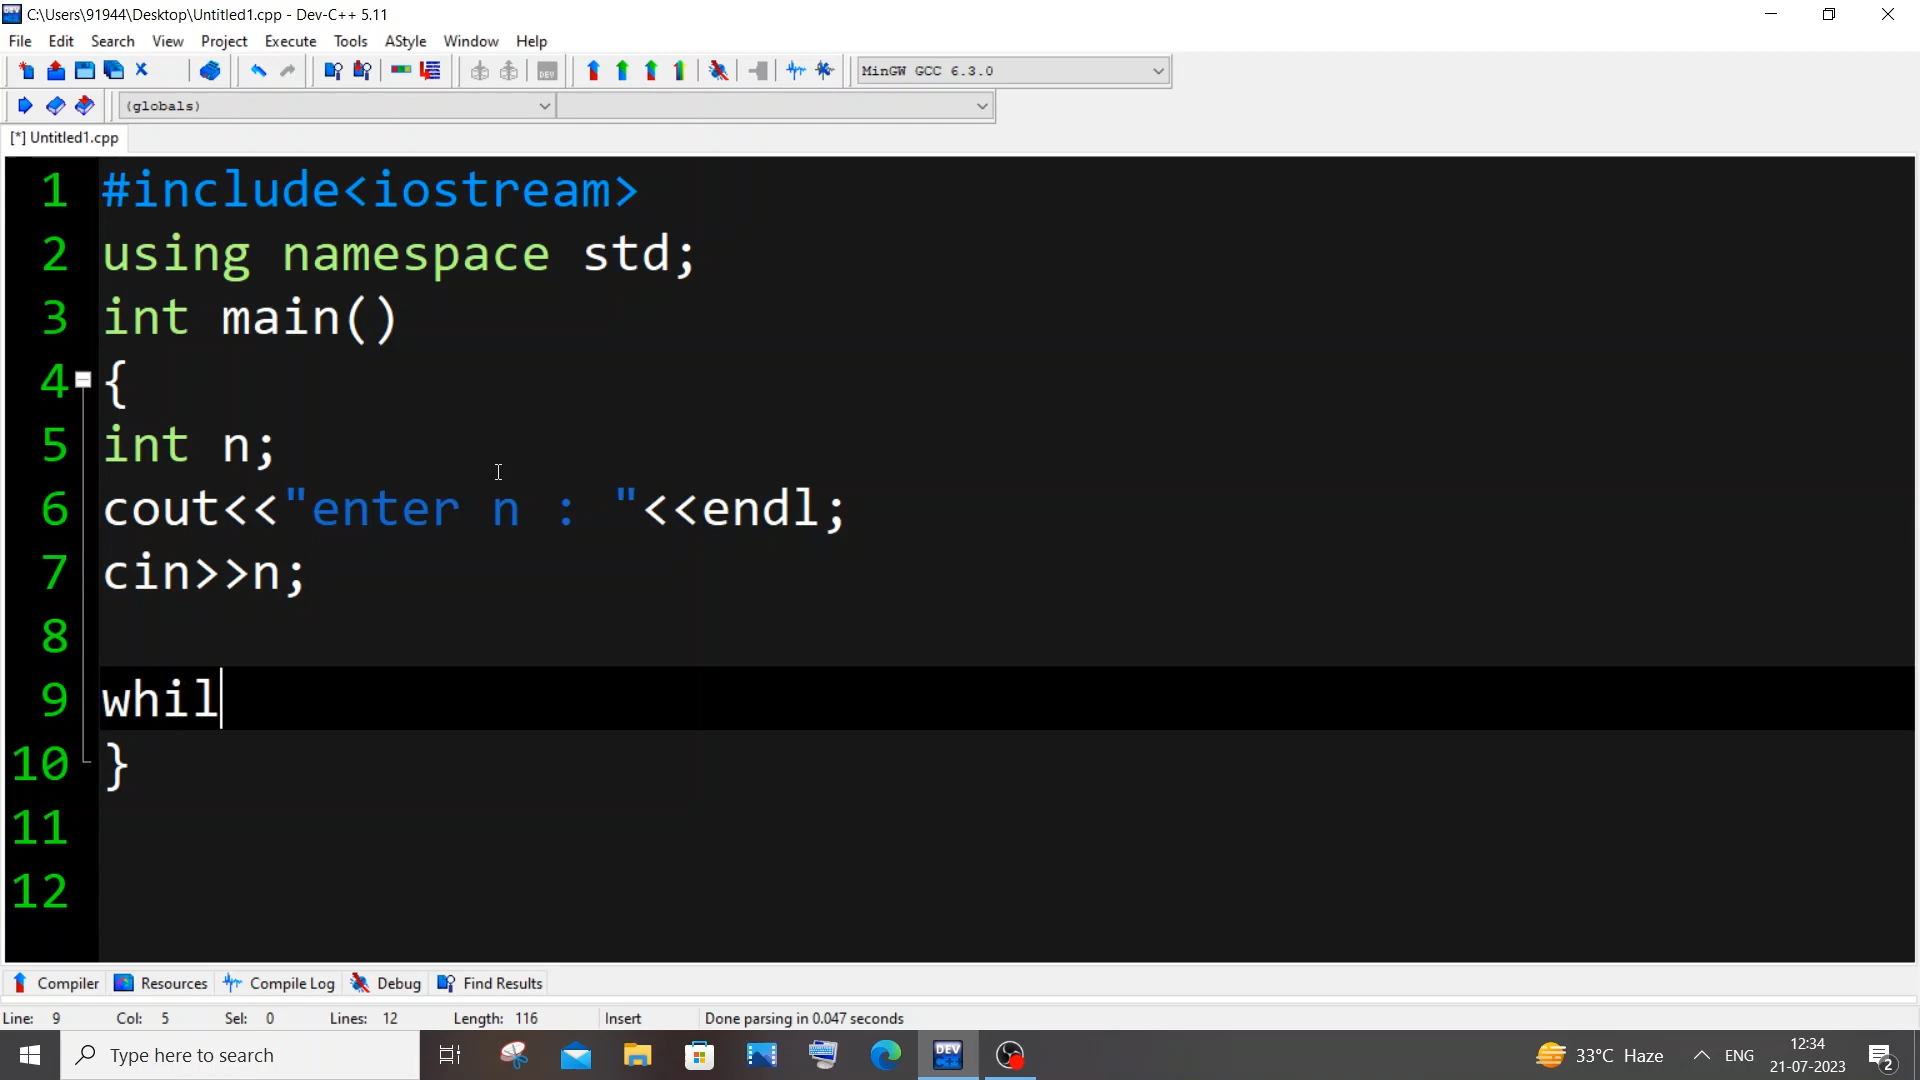 C:\Users\91944\Desktop\Untitled1.cpp - Dev-C++ 5.11
File Edit Search View Project Execute Tools AStyle Window Help
MinGW GCC 6.3.0
(globals)
[*] Untitled1.cpp
1 #include<iostream>
2 using namespace std;
3 int main()
4 {
5 int n;
6 cout<<"enter n : "<<endl;
7 cin>>n;
8
9 whil
10 }
11
12
Compiler Resources Compile Log Debug Find Results
Line: 9 Col: 5 Sel: 0 Lines: 12 Length: 116 Insert Done parsing in 0.047 seconds
Type here to search
DEV C++
33°C Haze ENG 12:34
21-07-2023 2